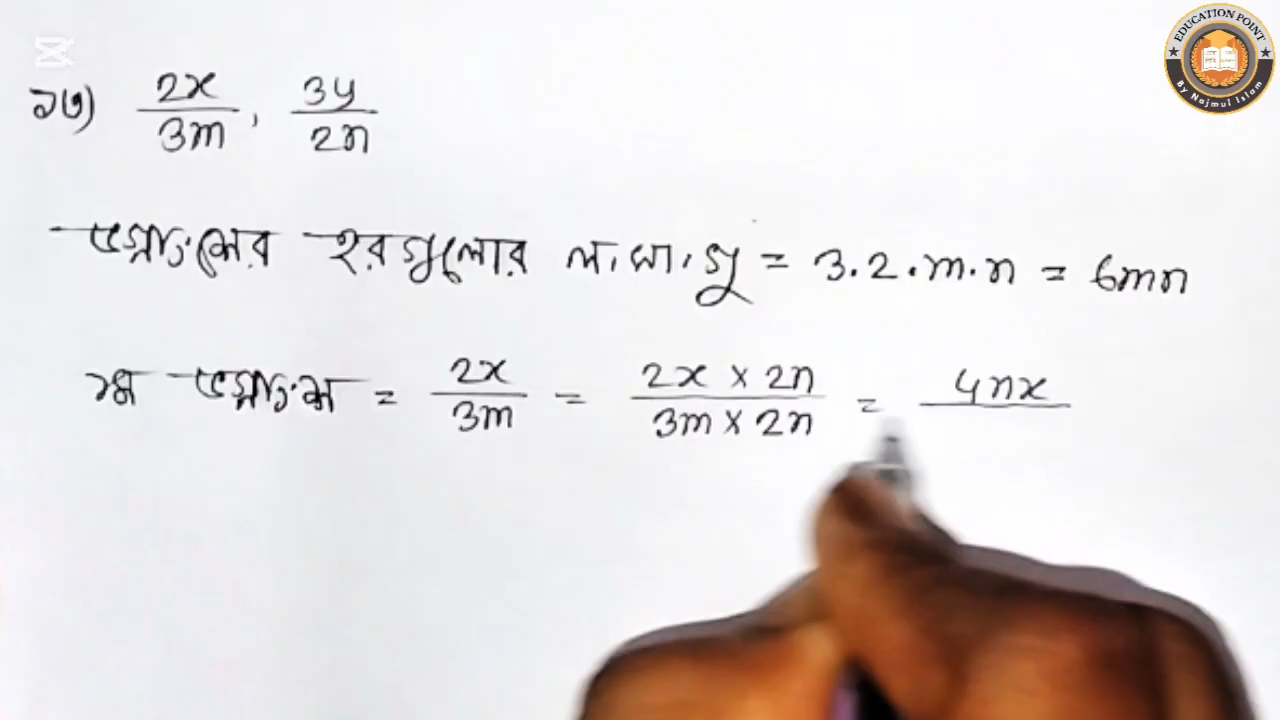 ১৩) 2x/3m, 3y/2n
ভগ্নাংশের হরগুলোর ল.সা.গু = 3.2.m.n = 6mn
১ম ভগ্নাংশ = 2x/3m = 2x × 2n/3m × 2n = 4nx
EDUCATION POINT
By Najmul Islam